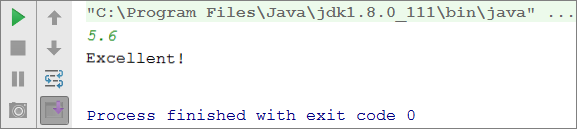 "C:\Program Files\Java\jdk1.8.0_111\bin\java" ...
5.6
Excellent!
Process finished with exit code 0